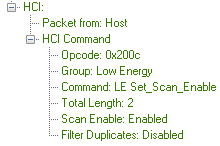 HCI:
Packet from: Host
HCI Command
Opcode: 0x200c
Group: Low Energy
Command: LE Set_Scan_Enable
Total Length: 2
Scan Enable: Enabled
Filter Duplicates: Disabled